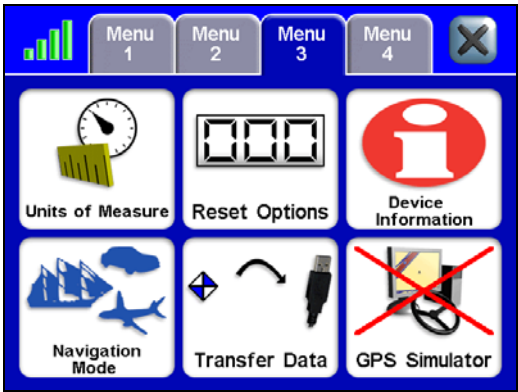 Menu
1
Menu
2
Menu
3
Menu
4
Units of Measure
000
Reset Options
i
Device
Information
Navigation
Mode
Transfer Data
GPS Simulator